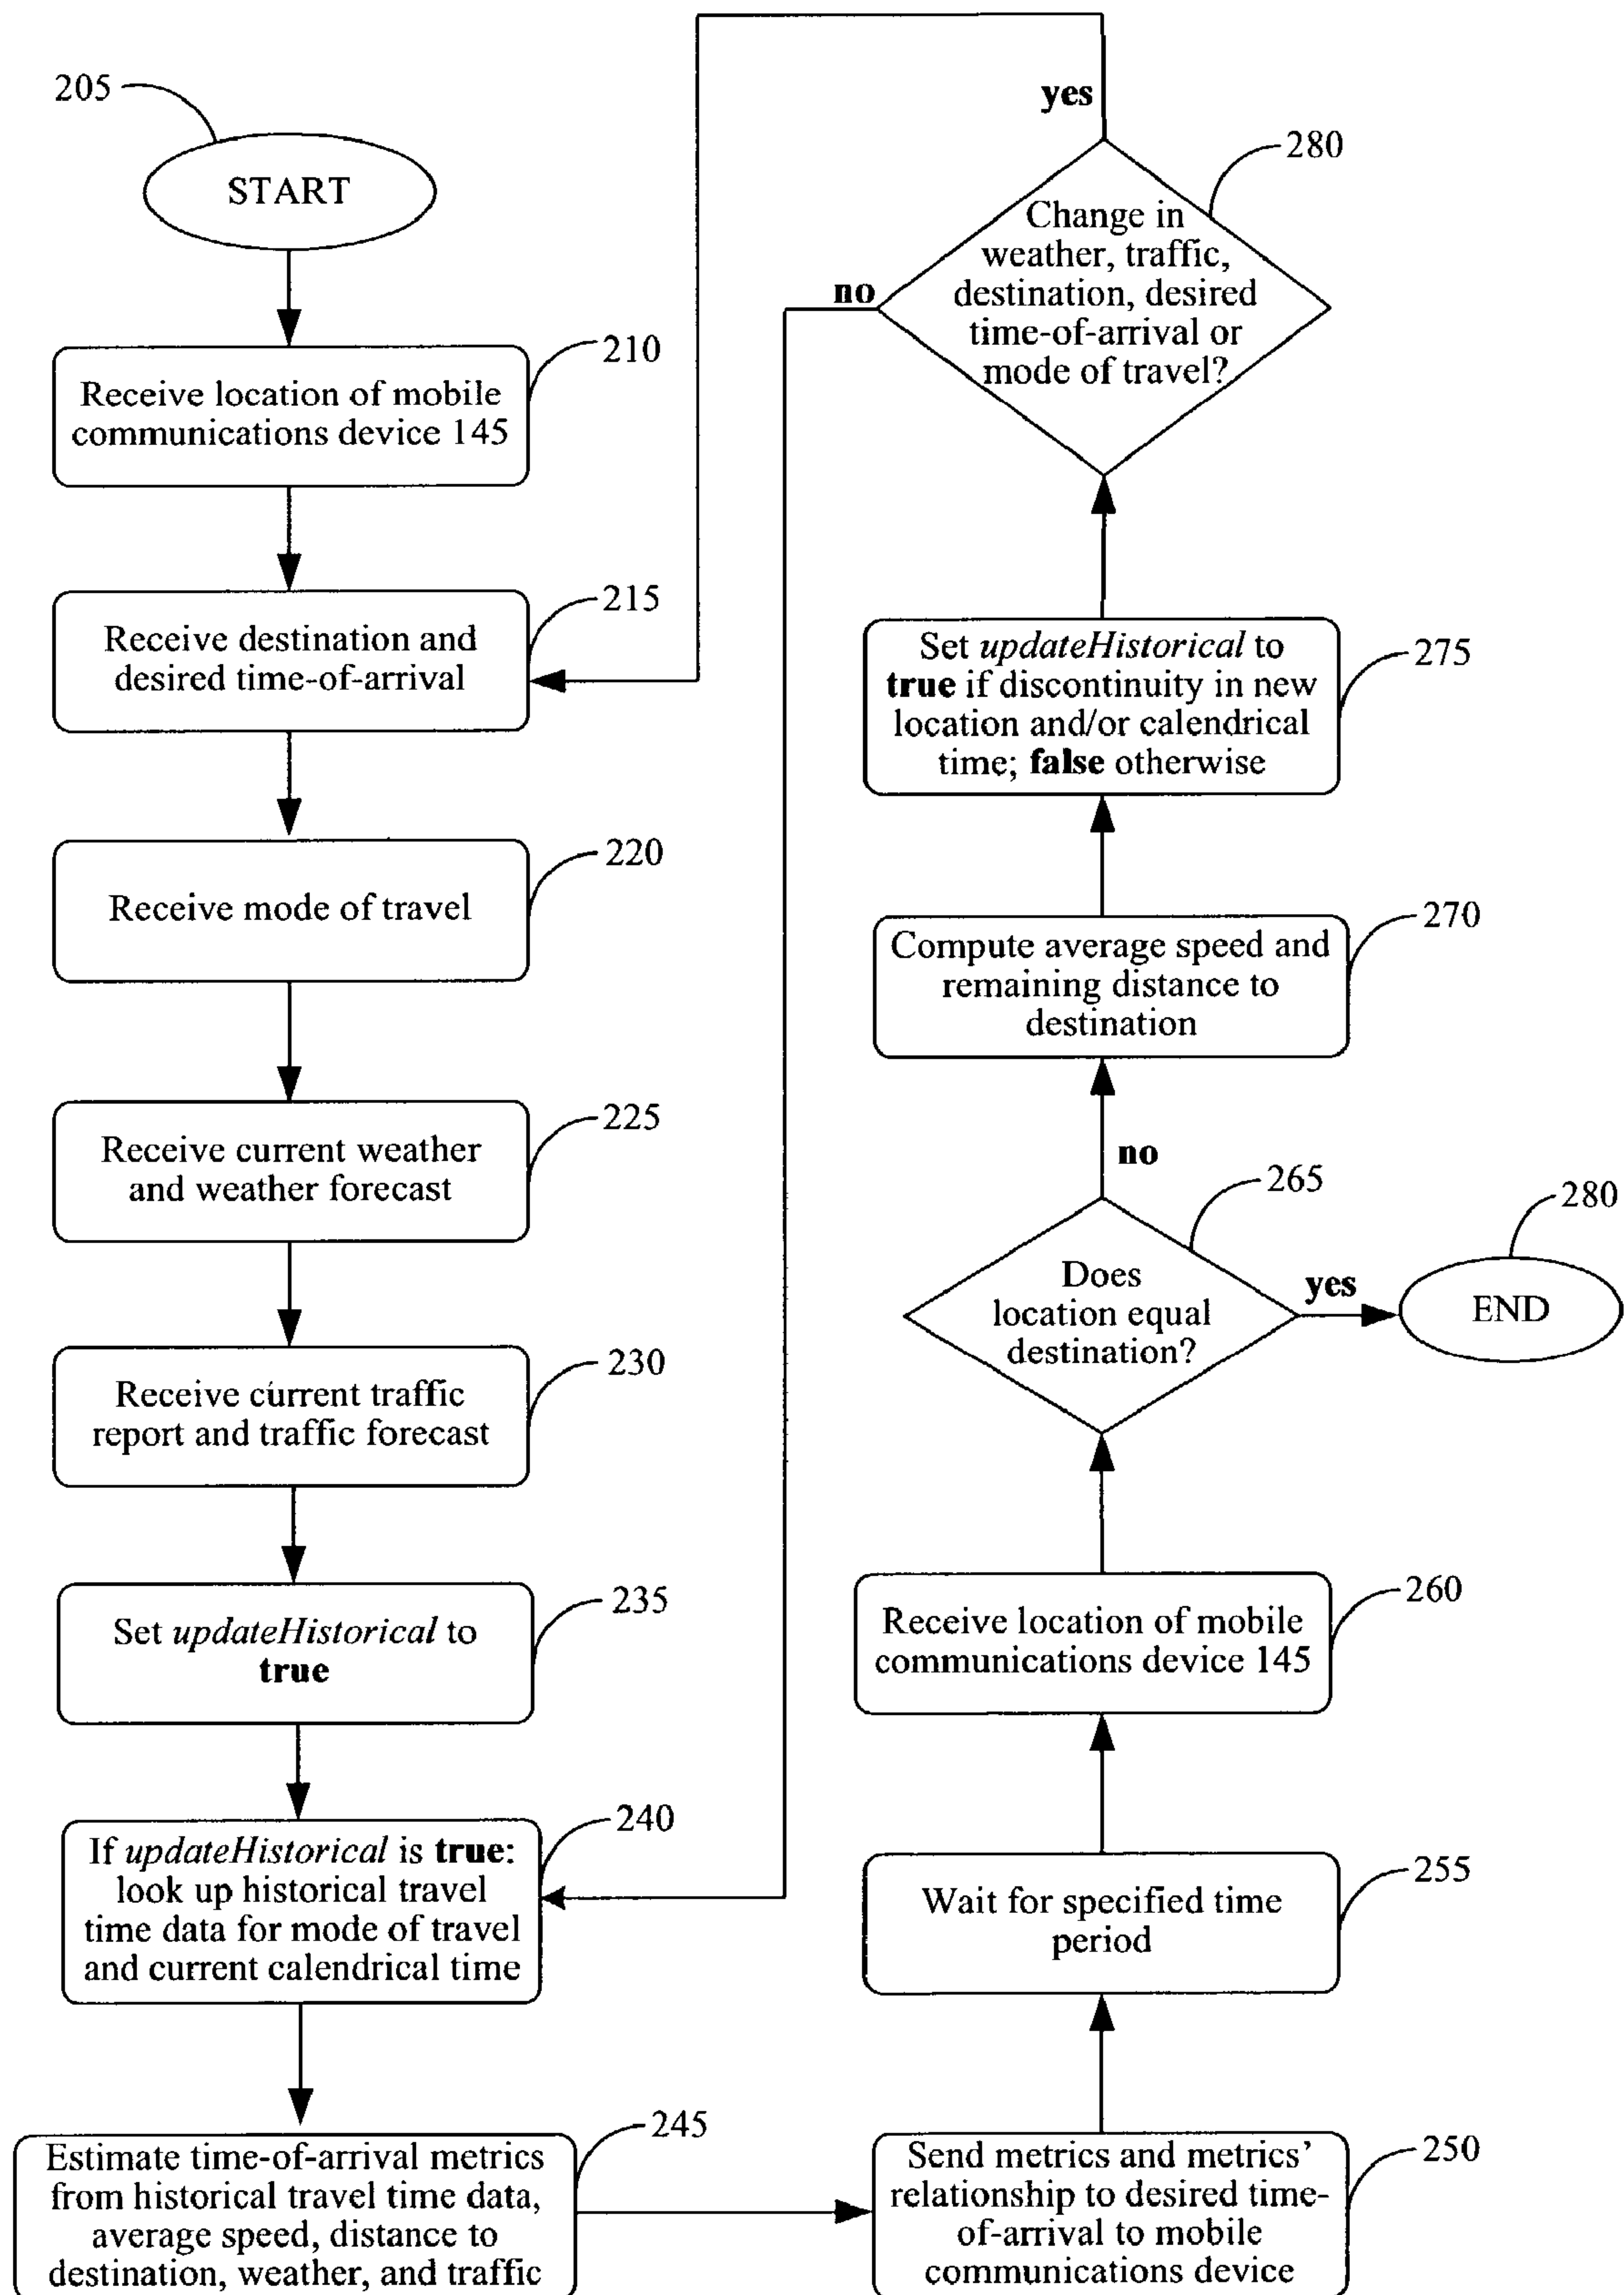 205
START
210
Receive location of mobile
communications device 145
215
Receive destination and
desired time-of-arrival
220
Receive mode of travel
225
Receive current weather
and weather forecast
230
Receive current traffic
report and traffic forecast
235
Set updateHistorical to
true
240
If updateHistorical is true:
look up historical travel
time data for mode of travel
and current calendrical time
245
Estimate time-of-arrival metrics
from historical travel time data,
average speed, distance to
destination, weather, and traffic
250
Send metrics and metrics’
relationship to desired time-
of-arrival to mobile
communications device
255
Wait for specified time
period
260
Receive location of mobile
communications device 145
265
Does
location equal
destination?
yes
280
END
no
270
Compute average speed and
remaining distance to
destination
275
Set updateHistorical to
true if discontinuity in new
location and/or calendrical
time; false otherwise
280
Change in
weather, traffic,
destination, desired
time-of-arrival or
mode of travel?
yes
no